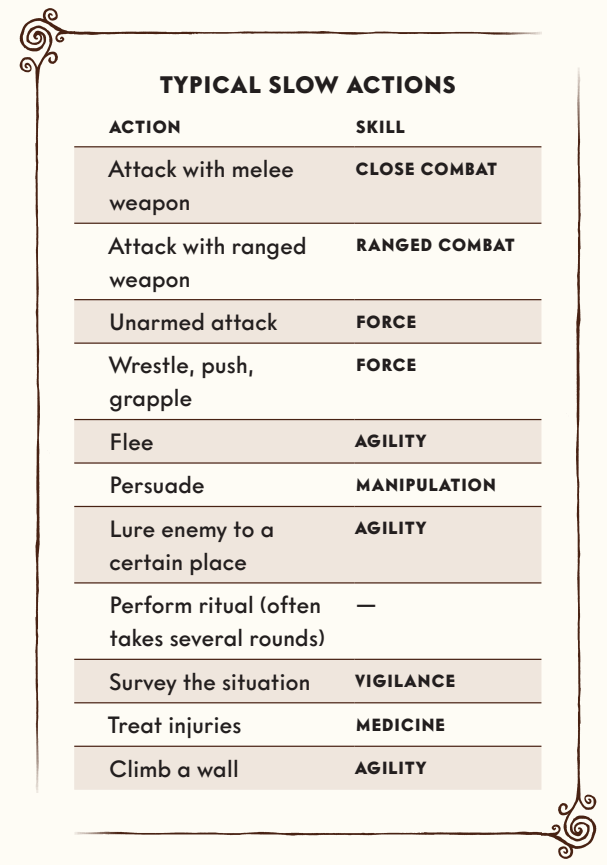 TYPICAL SLOW ACTIONS
ACTION SKILL
Attack with melee CLOSE COMBAT
weapon
Attack with ranged RANGED COMBAT
weapon
Unarmed attack FORCE
Wrestle, push, FORCE
grapple
Flee AGILITY
Persuade MANIPULATION
Lure enemy to a AGILITY
certain place
Perform ritual (often —
takes several rounds)
Survey the situation VIGILANCE
Treat injuries MEDICINE
Climb a wall AGILITY